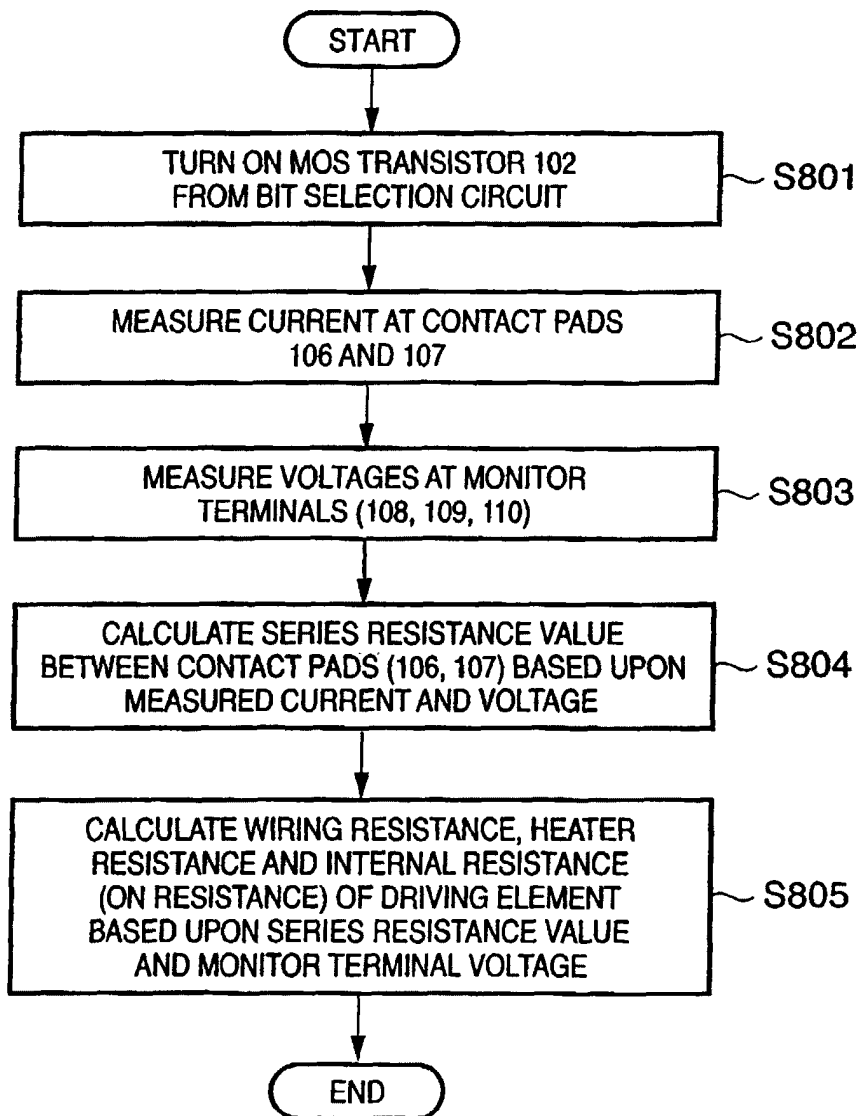 START
TURN ON MOS TRANSISTOR 102
FROM BIT SELECTION CIRCUIT
S801
MEASURE CURRENT AT CONTACT PADS
106 AND 107
S802
MEASURE VOLTAGES AT MONITOR
TERMINALS (108, 109, 110)
S803
CALCULATE SERIES RESISTANCE VALUE
BETWEEN CONTACT PADS (106, 107) BASED UPON
MEASURED CURRENT AND VOLTAGE
S804
CALCULATE WIRING RESISTANCE, HEATER
RESISTANCE AND INTERNAL RESISTANCE
(ON RESISTANCE) OF DRIVING ELEMENT
BASED UPON SERIES RESISTANCE VALUE
AND MONITOR TERMINAL VOLTAGE
S805
END